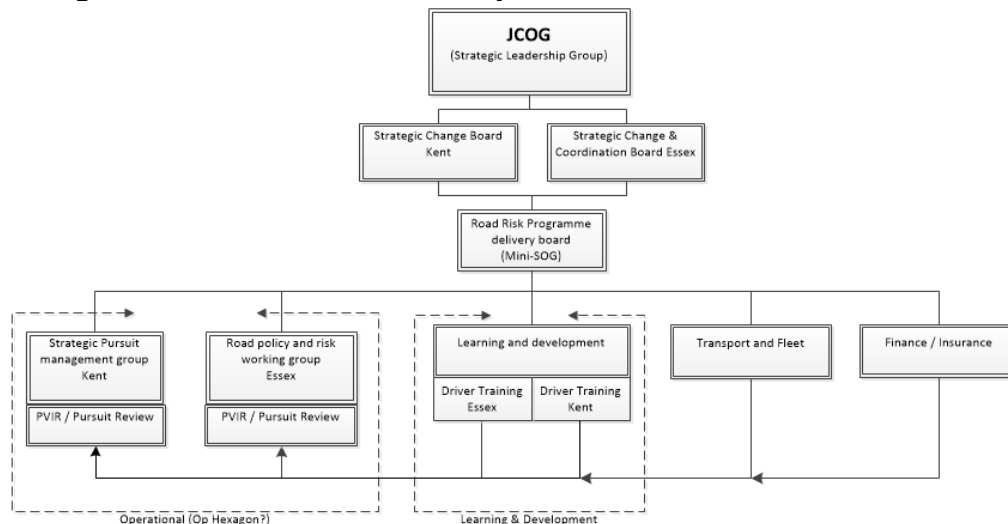 JCOG
(Strategic Leadership Group)
Strategic Change Board
Kent
Strategic Change &
Coordination Board Essex
Road Risk Programme
delivery board
(Mini-SOG)
Strategic Pursuit
management group
Kent
PVIR / Pursuit Review
Road policy and risk
working group
Essex
PVIR / Pursuit Review
Learning and development
Driver Training
Essex
Driver Training
Kent
Transport and Fleet
Finance / Insurance
Operational (Op Hexagon?)
Learning & Development